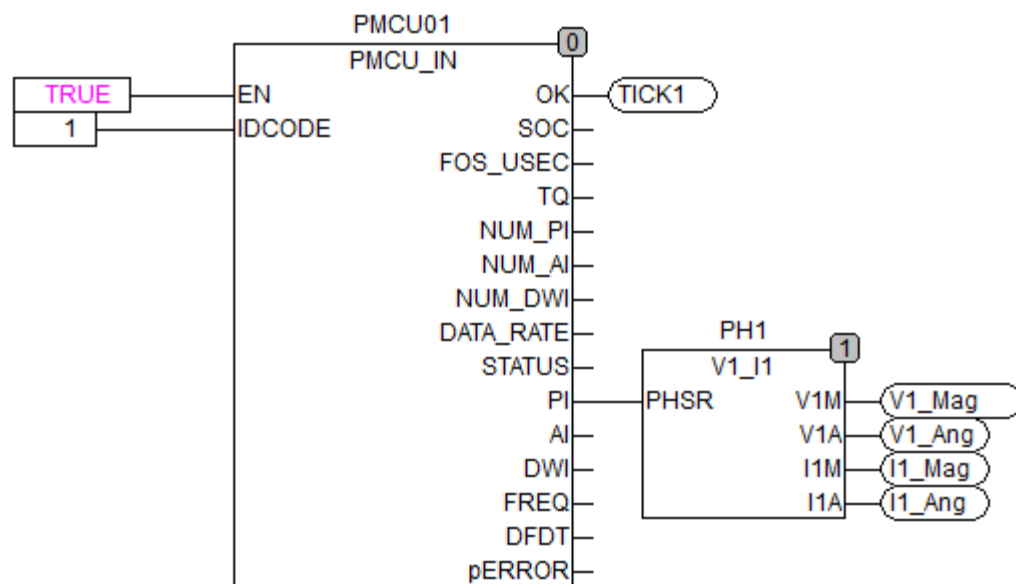 PMCU01
0
PMCU_IN
TRUE EN OK TICK1
1 IDCODE SOC
FOS_USEC
TQ
NUM_PI
NUM_AI
NUM_DWI
DATA_RATE PH1
1
STATUS V1_I1
PI PHSR V1M V1_Mag
AI V1A V1_Ang
DWI I1M I1_Mag
FREQ I1A I1_Ang
DFDT
pERROR